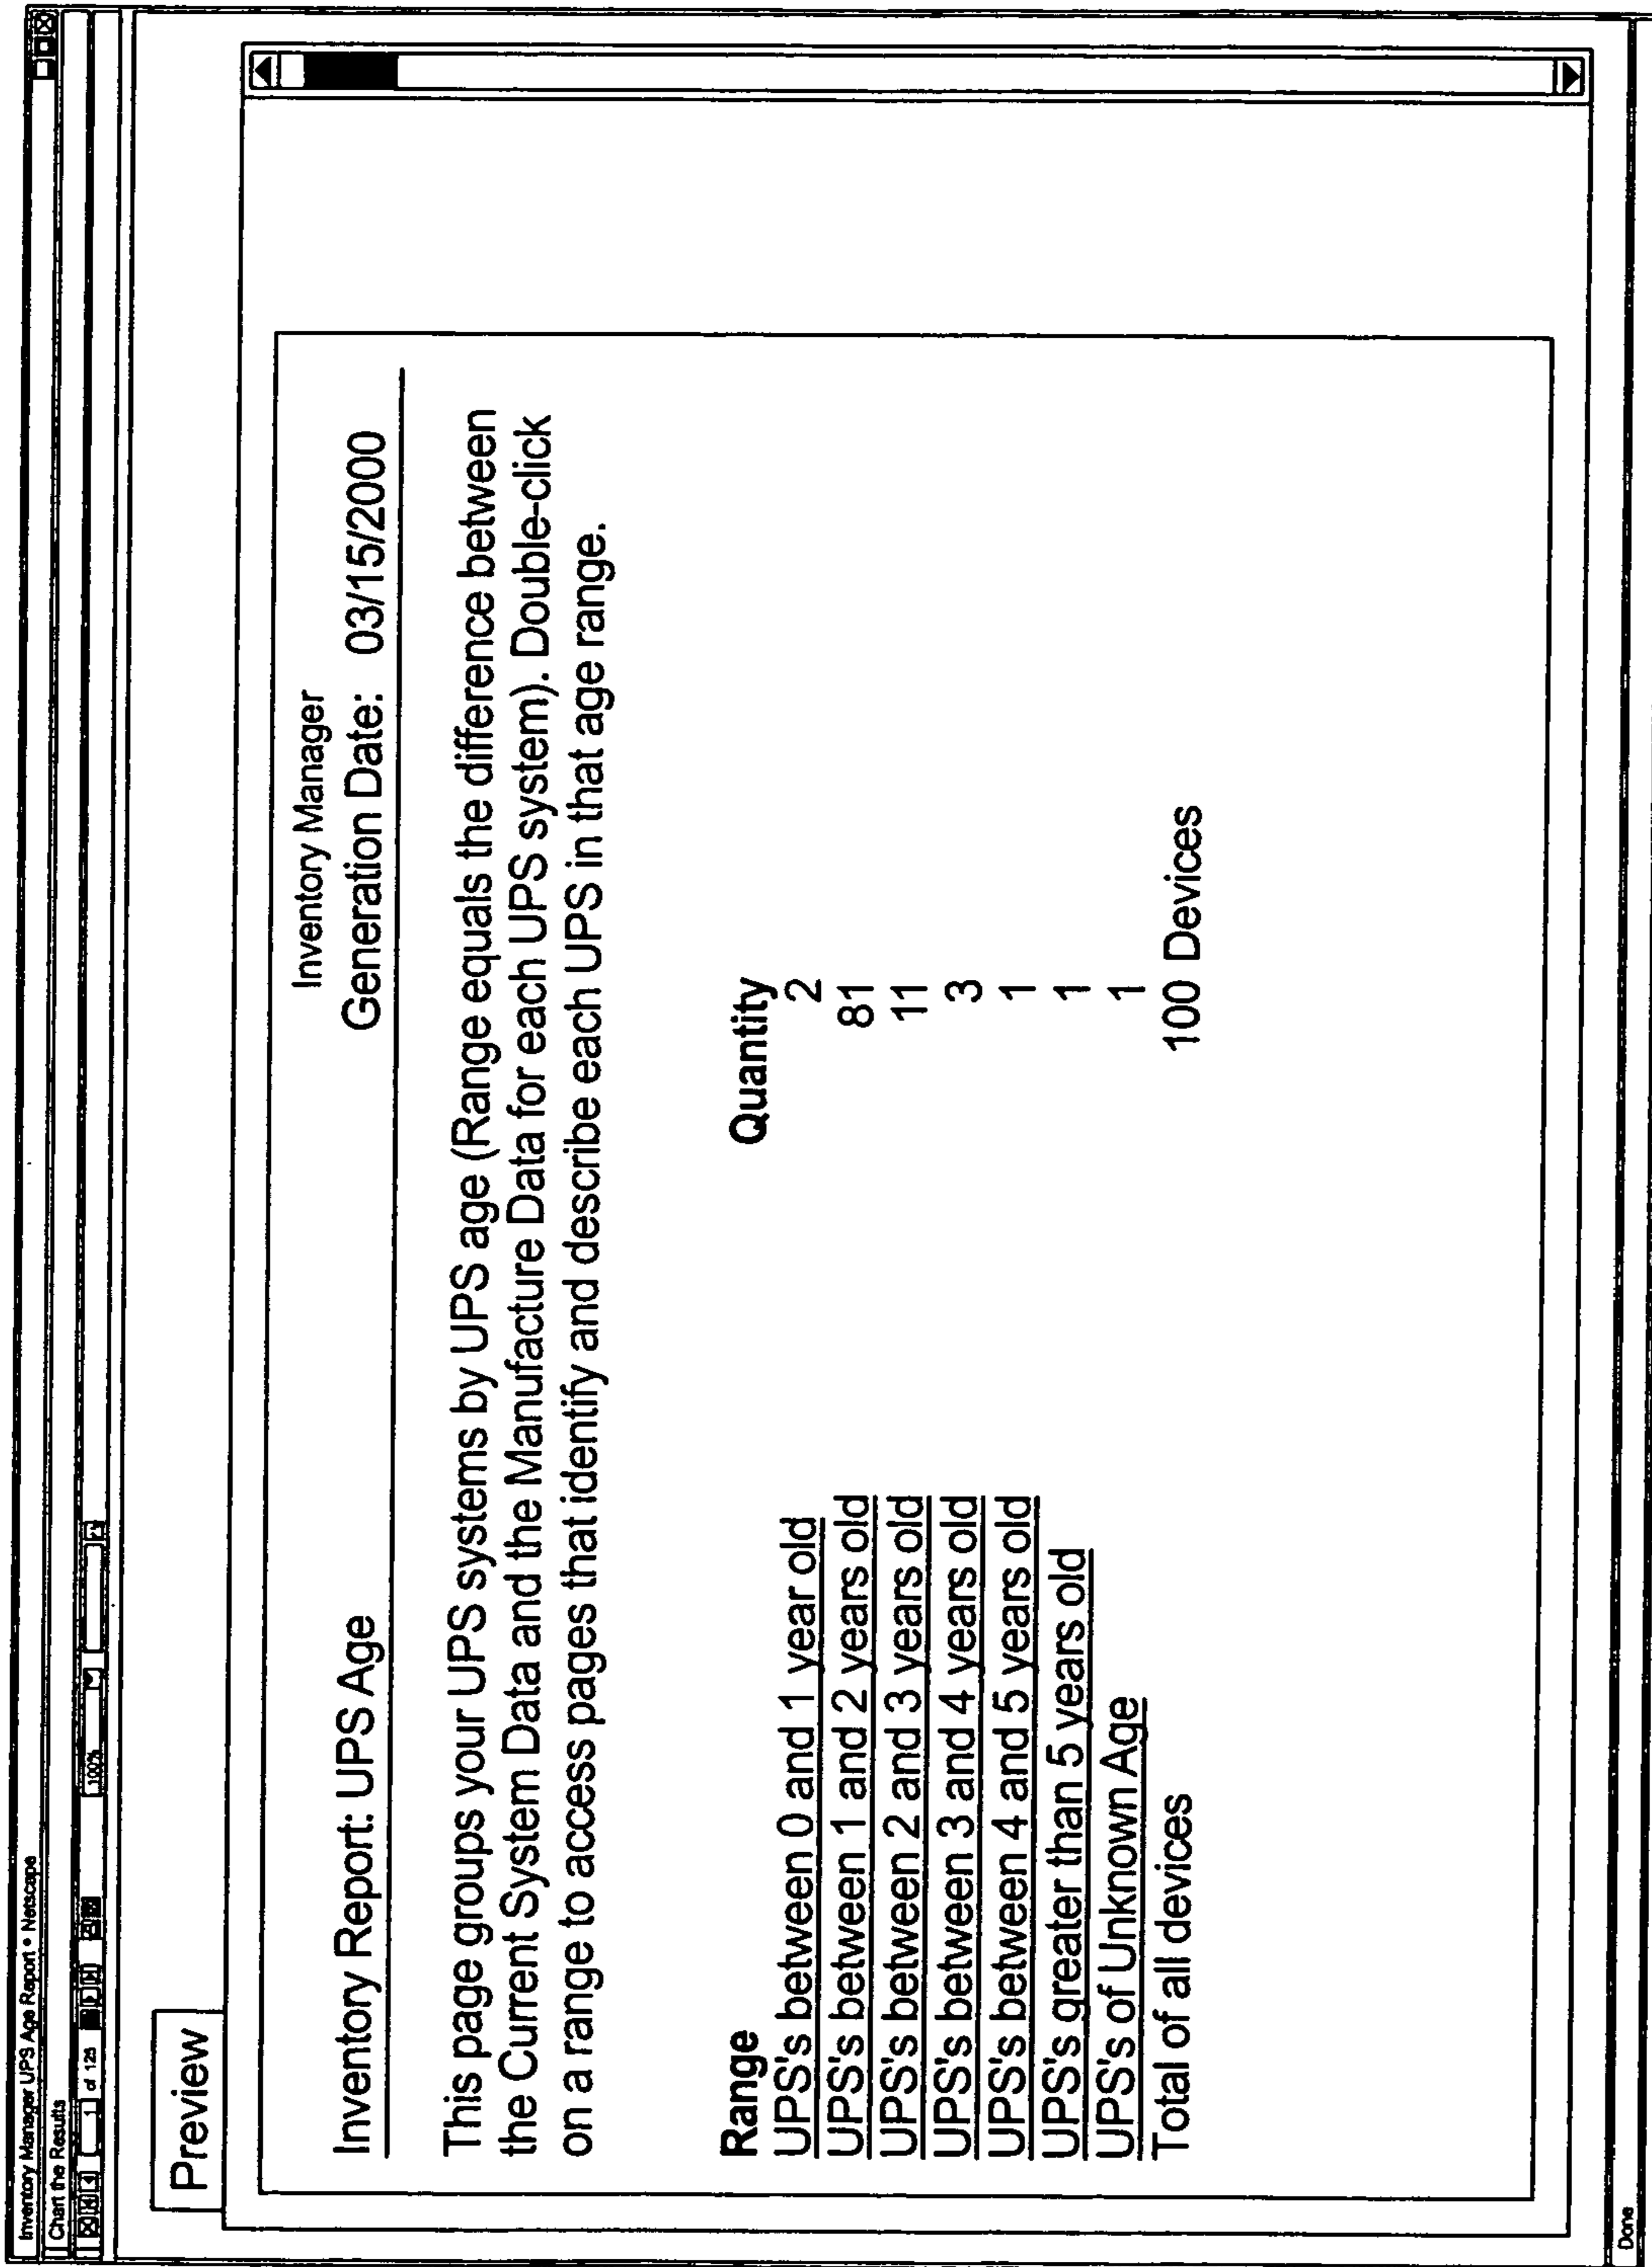 Inventory Manager UPS Age Report • Netscape
Chart the Results
1 of 125 100%
Preview
Inventory Manager
Inventory Report: UPS Age Generation Date: 03/15/2000
This page groups your UPS systems by UPS age (Range equals the difference between
the Current System Data and the Manufacture Data for each UPS system). Double-click
on a range to access pages that identify and describe each UPS in that age range.
Range Quantity
UPS's between 0 and 1 year old 2
UPS's between 1 and 2 years old 81
UPS's between 2 and 3 years old 11
UPS's between 3 and 4 years old 3
UPS's between 4 and 5 years old 1
UPS's greater than 5 years old 1
UPS's of Unknown Age 1
Total of all devices 100 Devices
Done